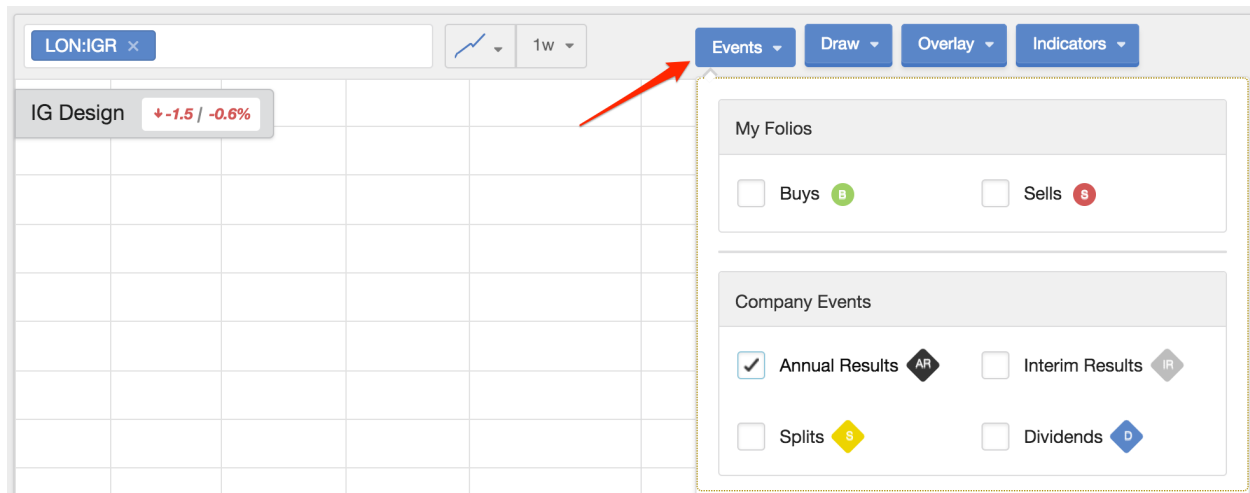 LON:IGR ×
1w
Events
Draw
Overlay
Indicators
IG Design
-1.5 | -0.6%
My Folios
Buys B
Sells S
Company Events
Annual Results AR
Interim Results IR
Splits S
Dividends D